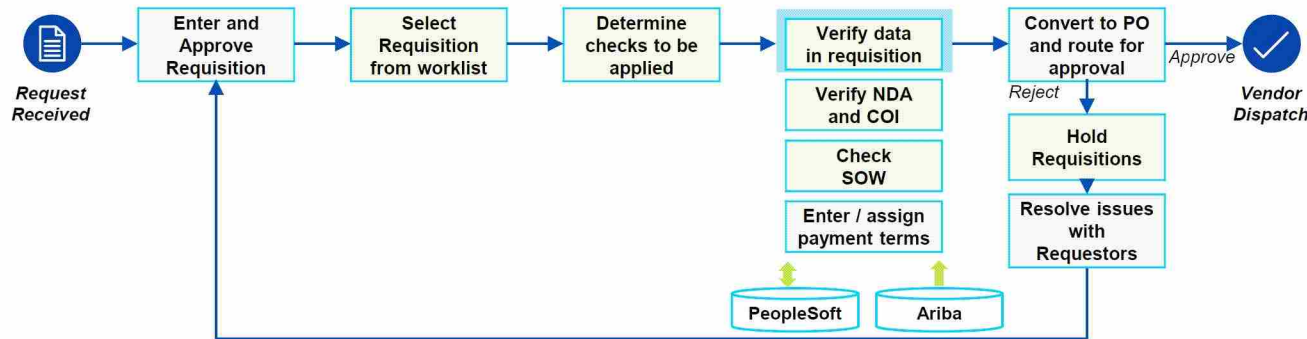 Request
Received
Enter and
Approve
Requisition
Select
Requisition
from worklist
Determine
checks to be
applied
Verify data
in requisition
Verify NDA
and COI
Check
SOW
Enter / assign
payment terms
PeopleSoft
Ariba
Convert to PO
and route for
approval
Approve
Reject
Vendor
Dispatch
Hold
Requisitions
Resolve issues
with
Requestors